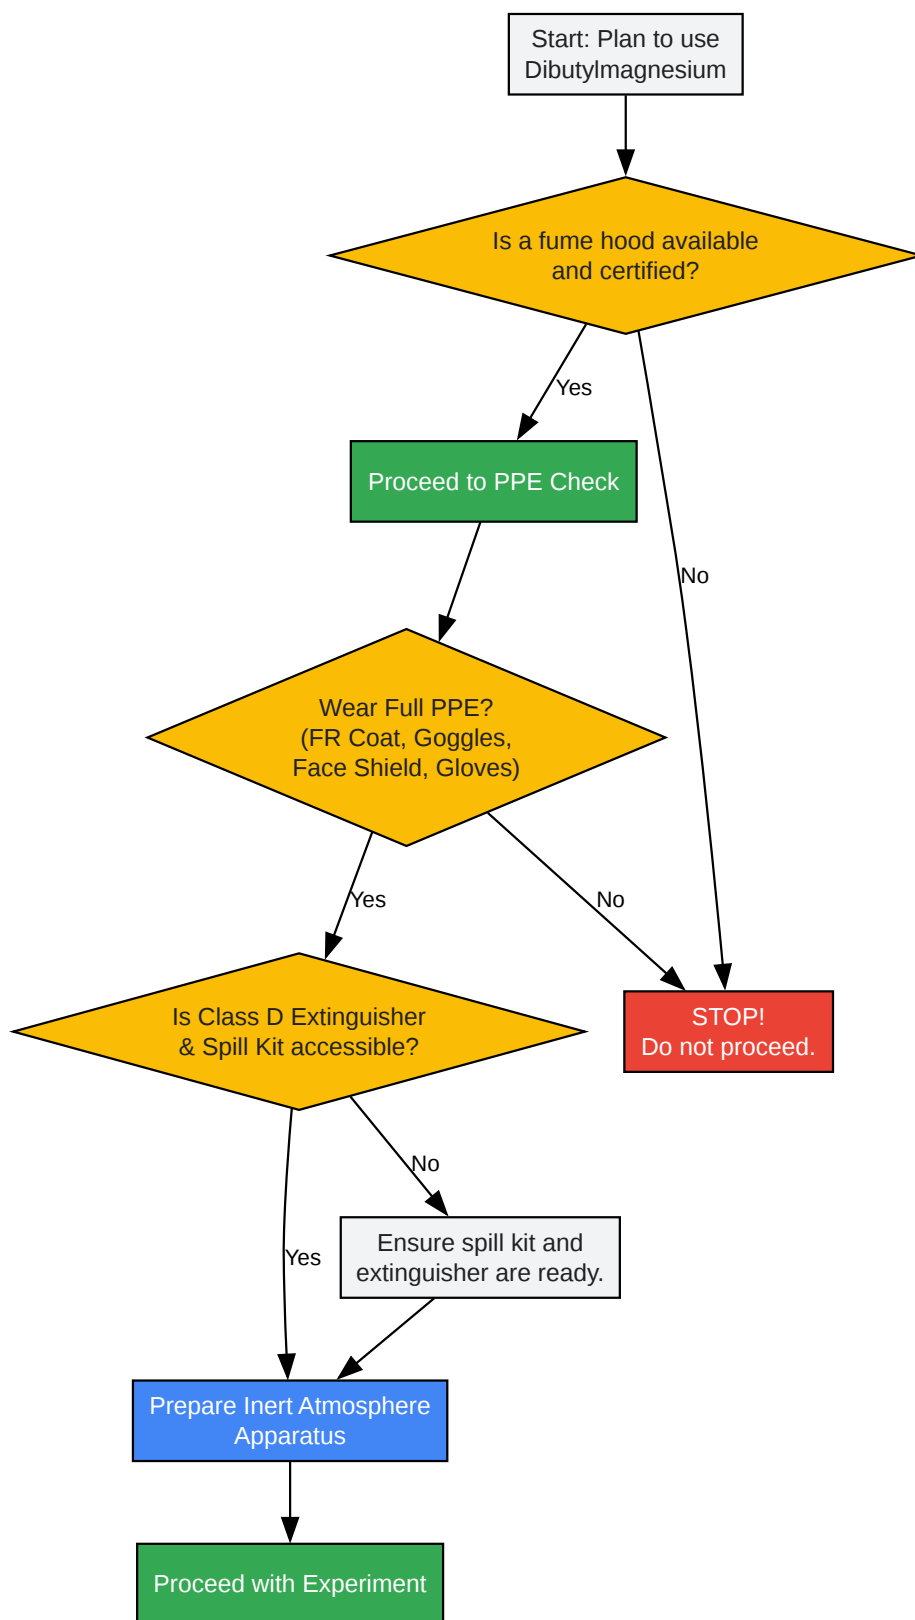 Start: Plan to use
Dibutylmagnesium
Is a fume hood available
and certified?
Yes
Proceed to PPE Check
No
Wear Full PPE?
(FR Coat, Goggles,
Face Shield, Gloves)
Yes
No
Is Class D Extinguisher
& Spill Kit accessible?
STOP!
Do not proceed.
No
Yes
Ensure spill kit and
extinguisher are ready.
Prepare Inert Atmosphere
Apparatus
Proceed with Experiment